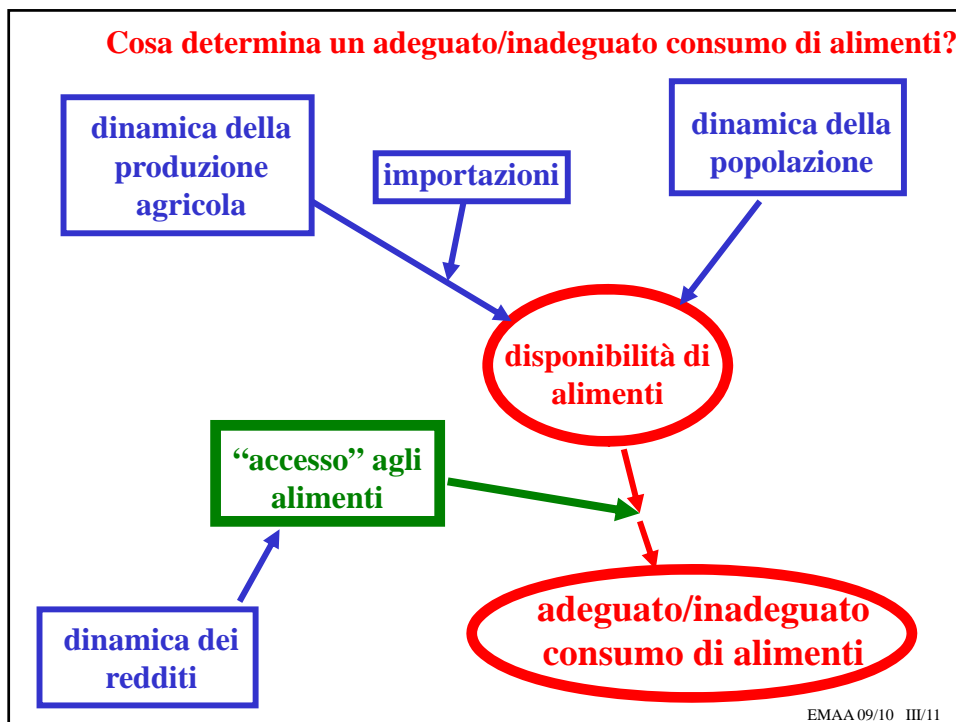 Cosa determina un adeguato/inadeguato consumo di alimenti?
dinamica della
produzione
agricola
importazioni
dinamica della
popolazione
disponibilità di
alimenti
“accesso” agli
alimenti
adeguato/inadeguato
consumo di alimenti
dinamica dei
redditi
EMAA 09/10 III/11